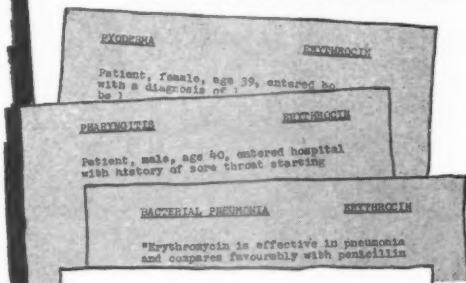 PYODERMA ERYTHROCIN
Patient, female, age 39, entered ho
with a diagnosis of
be
PHARYNGITIS ERYTHROCIN
Patient, male, age 40, entered hospital
with history of sore throat starting
BACTERIAL PNEUMONIA ERYTHROCIN
"Erythromycin is effective in pneumonia
and compares favourably with penicillin